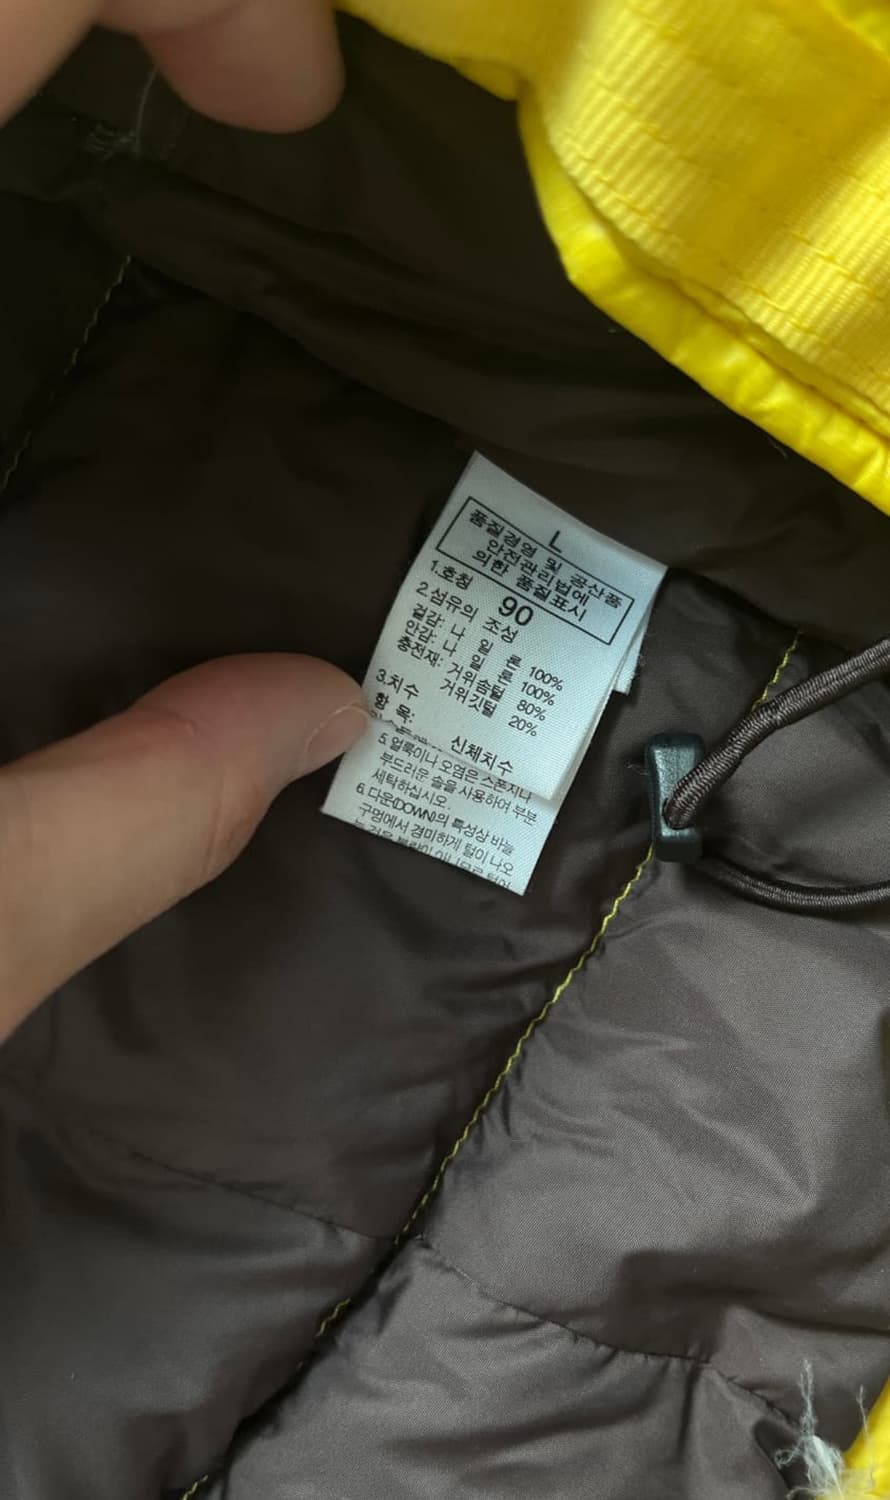 L
품질경영 및 공산품
안전관리법에
의한 품질표시
1.호칭 90
2.섬유의 조성
겉감: 나 일 론 100%
안감: 나 일 론 100%
충전재: 거위솜털 80%
거위깃털 20%
3.치수
항 목: 신체치수
5. 얼룩이나 오염은 스폰지나
부드러운 솔을 사용하여 부분
세탁하십시오.
6. 다운(DOWN)의 특성상 바늘
구멍에서 경미하게 털이 나오